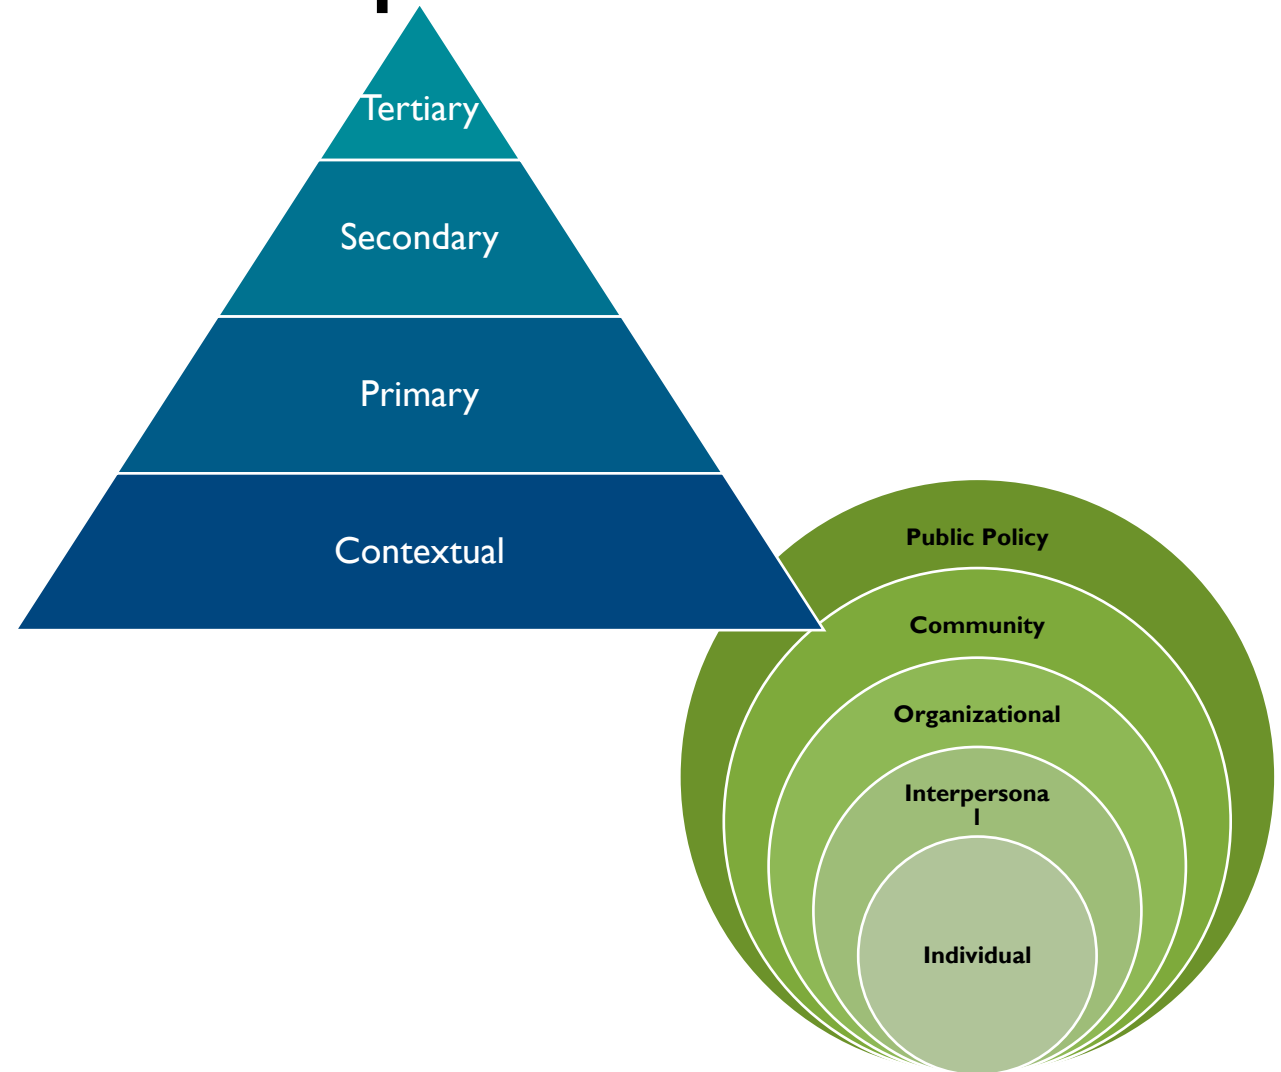 Tertiary
Secondary
Primary
Contextual
Public Policy
Community
Organizational
Interpersona
l
Individual